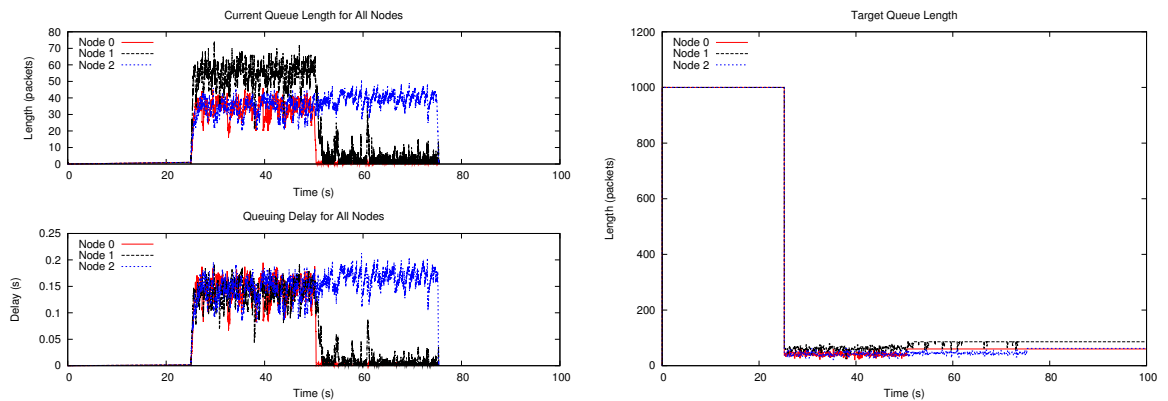 Current Queue Length for All Nodes
80
70
60
50
40
30
20
10
0
Length (packets)
Node 0
Node 1
Node 2
0 20 40 60 80 100
Time (s)
Queuing Delay for All Nodes
0.25
0.2
0.15
0.1
0.05
0
Delay (s)
Node 0
Node 1
Node 2
0 20 40 60 80 100
Time (s)
Target Queue Length
1200
1000
800
600
400
200
0
Length (packets)
Node 0
Node 1
Node 2
0 20 40 60 80 100
Time (s)